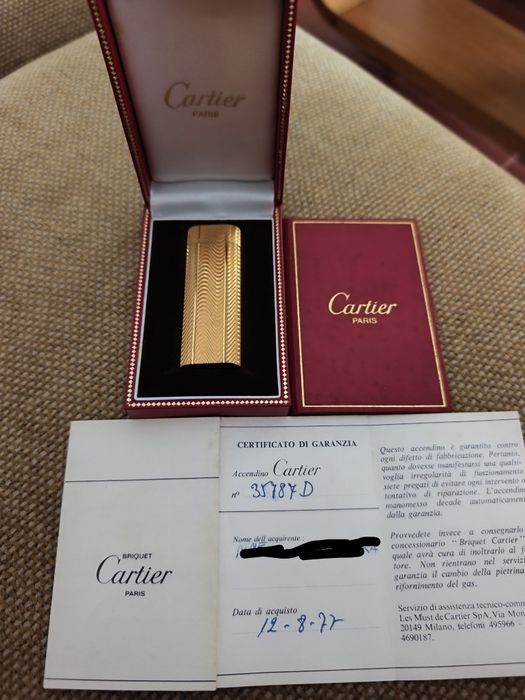 Cartier
PARIS
Cartier
PARIS
BRIQUET
Cartier
PARIS
CERTIFICATO DI GARANZIA
Accendino Cartier
n° 35787D
Nome dell'acquirente :
Data di acquisto
12-8-77
Questo accendino è garantito contro
ogni difetto di fabbricazione. Pertanto,
quanto dovesse manifestarsi una qualsi-
voglia irregolarità di funzionamento
siete pregati di evitare ogni intervento o
tentativo di riparazione. L'accendino
manomesso decade automaticamen
dalla garanzia.
Provvedete invece a consegnarlo
concessionario "Briquet Cartier"
quale avrà cura di inoltrarlo al
tore. Non rientrano nel servizi
garanzia il cambio della pietrina
rifornimento del gas.
Servizio di assistenza tecnico-comm
Les Must de Cartier SpA, Via Mon
20149 Milano, telefoni 495966 -
4690187.